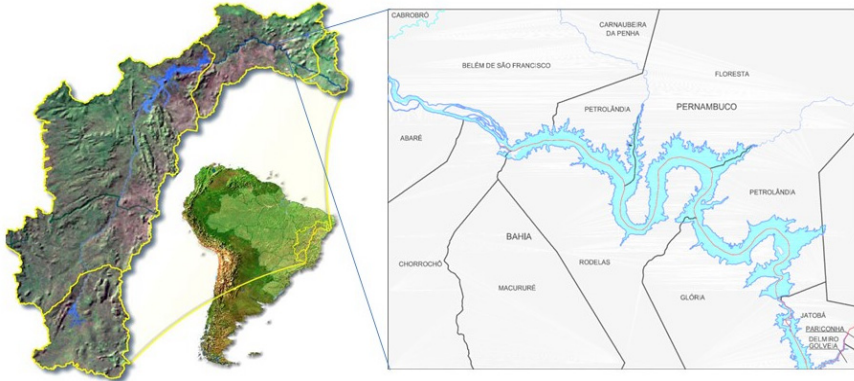 CABROBRÓ
CARNAUBEIRA
DA PENHA
BELÉM DE SÃO FRANCISCO
FLORESTA
PETROLÂNDIA
PERNAMBUCO
ABARÉ
PETROLÂNDIA
BAHIA
CHORROCHÓ
RODELAS
MACURURÉ
GLÓRIA
JATOBÁ
PARICONHA
DELMIRO
GOLVEIA